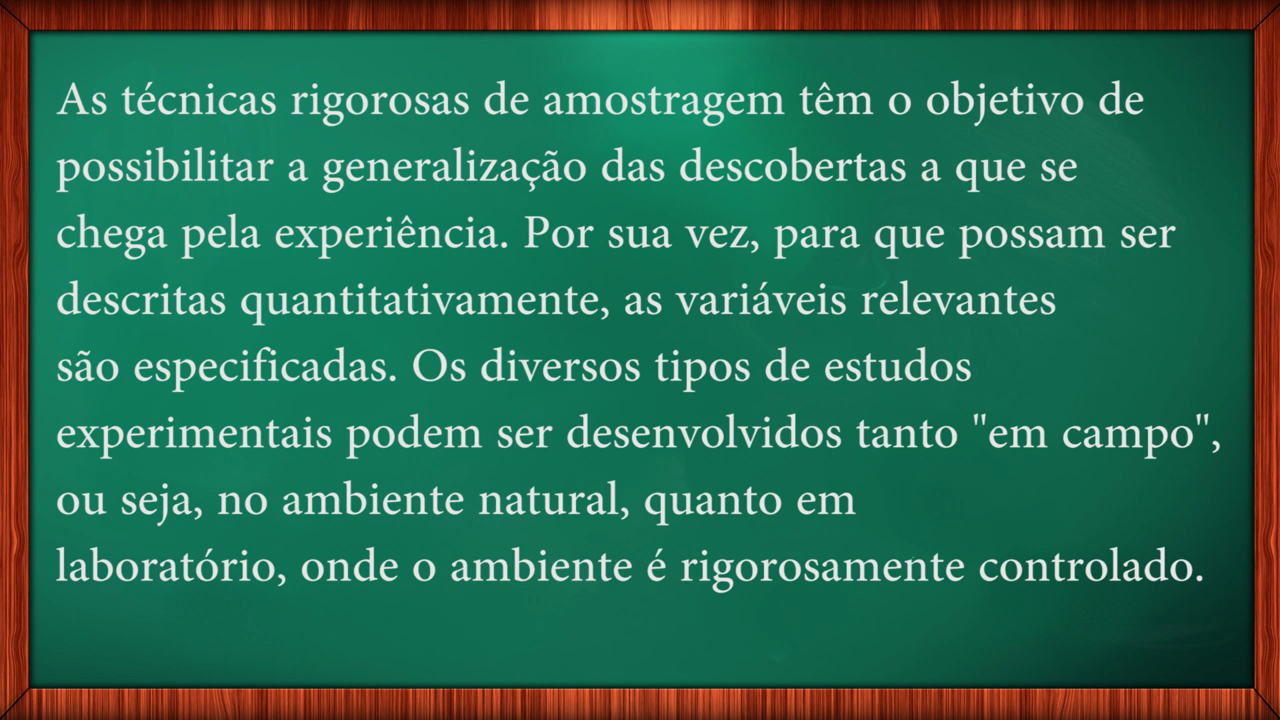 As técnicas rigorosas de amostragem têm o objetivo de
possibilitar a generalização das descobertas a que se
chega pela experiência. Por sua vez, para que possam ser
descritas quantitativamente, as variáveis relevantes
são especificadas. Os diversos tipos de estudos
experimentais podem ser desenvolvidos tanto "em campo",
ou seja, no ambiente natural, quanto em
laboratório, onde o ambiente é rigorosamente controlado.